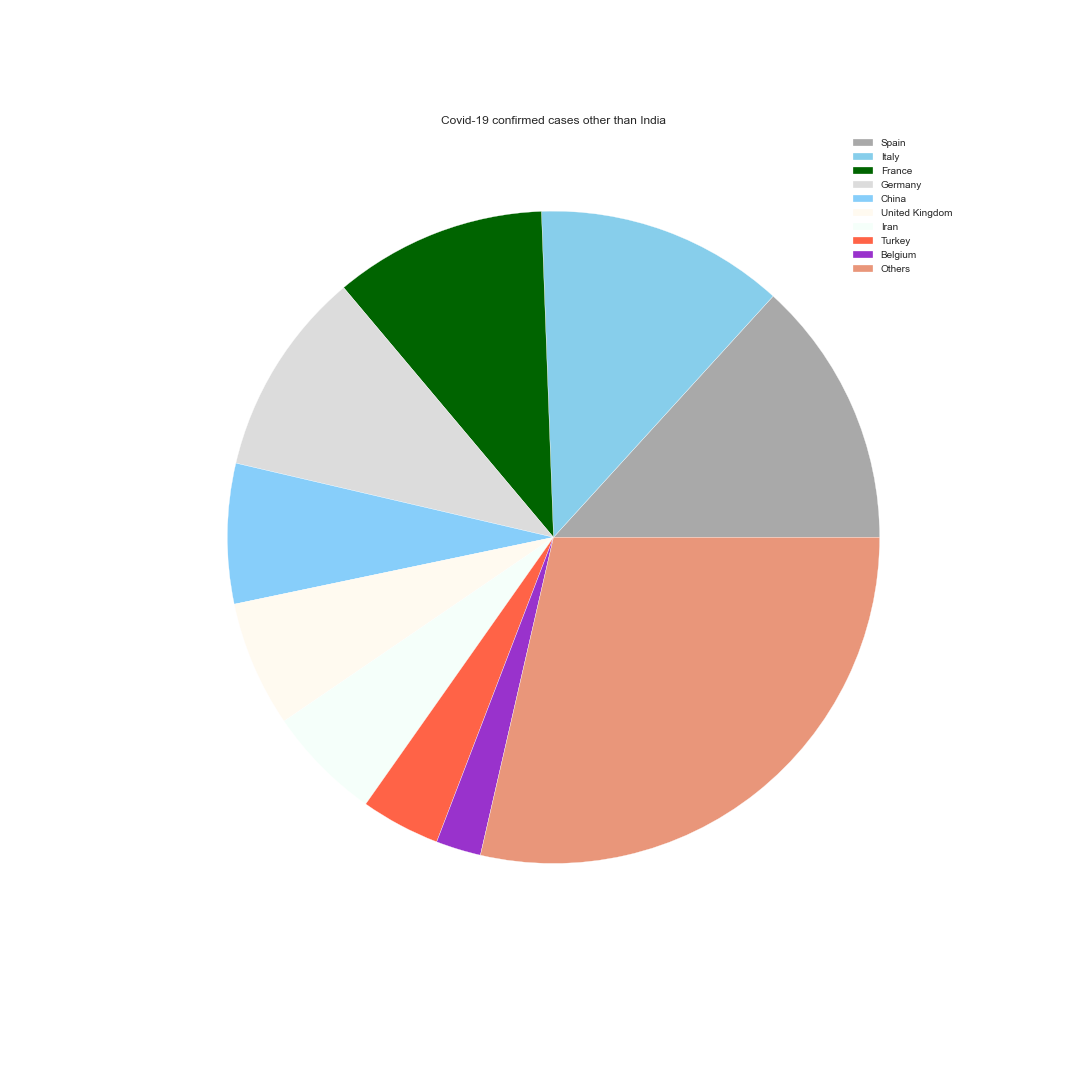 Covid-19 confirmed cases other than India
Spain
Italy
France
Germany
China
United Kingdom
Iran
Turkey
Belgium
Others